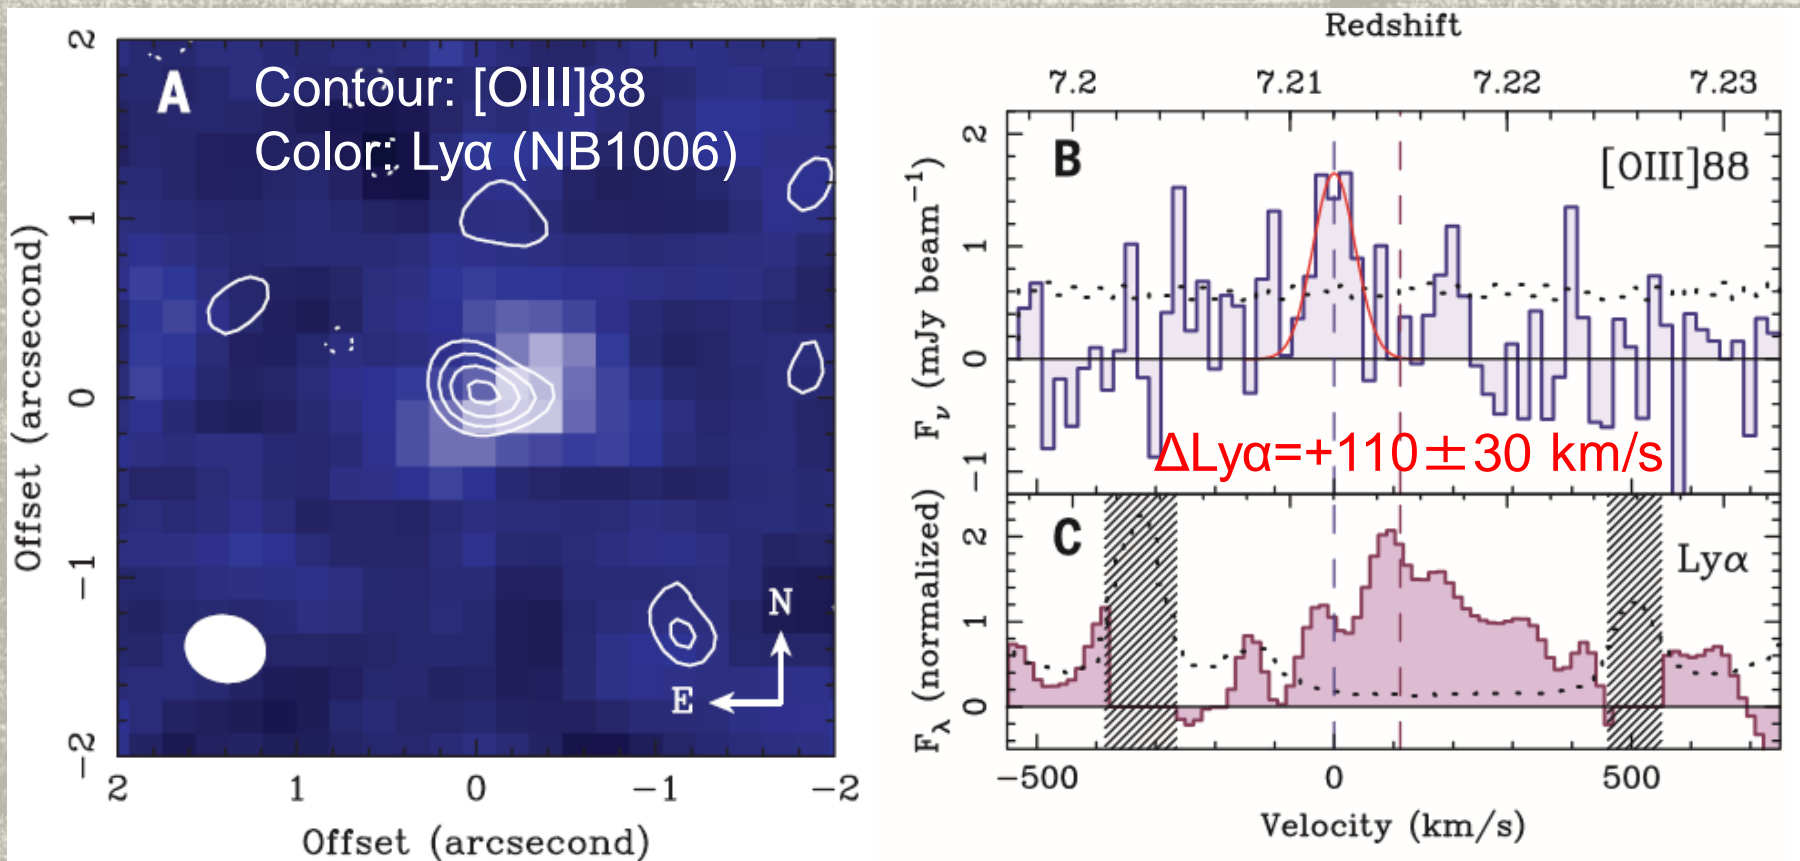 A
Contour: [OIII]88
Color: Lyα (NB1006)
2
1
0
−1
−2
Offset (arcsecond)
N
E
2
1
0
−1
−2
Offset (arcsecond)
Redshift
7.2
7.21
7.22
7.23
B
[OIII]88
2
1
0
−1
Fν (mJy beam−1)
ΔLyα=+110±30 km/s
C
Lyα
2
1
0
Fλ (normalized)
−500
0
500
Velocity (km/s)